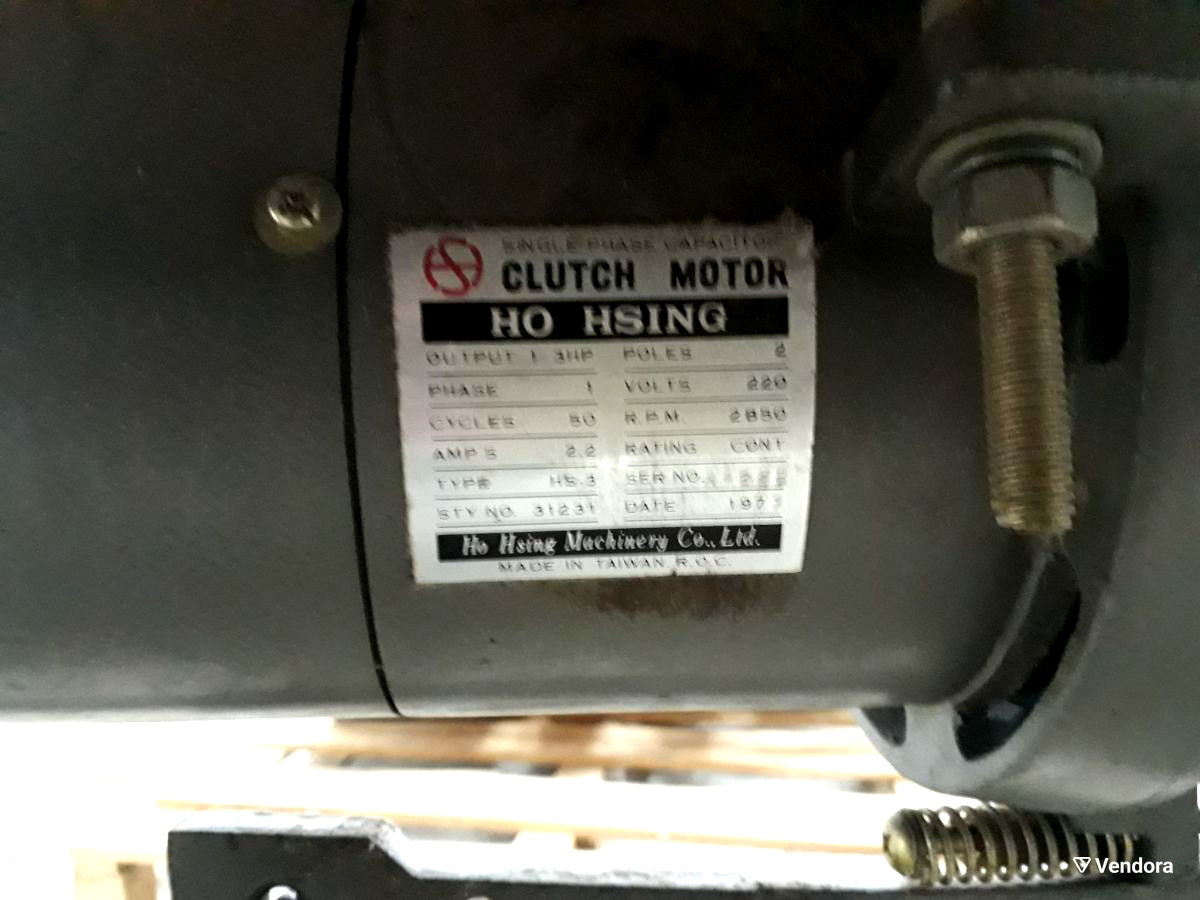 SINGLE PHASE CAPACITOR
CLUTCH MOTOR
HO HSING
OUTPUT 1 3HP POLES 2
PHASE 1 VOLTS 220
CYCLES 50 R.P.M. 2850
AMP'S 2.2 RATING CONT
TYPE HS.3 SER NO.
STY NO. 31231 DATE
Ho Hsing Machinery Co., Ltd.
MADE IN TAIWAN R.O.C.
Vendora